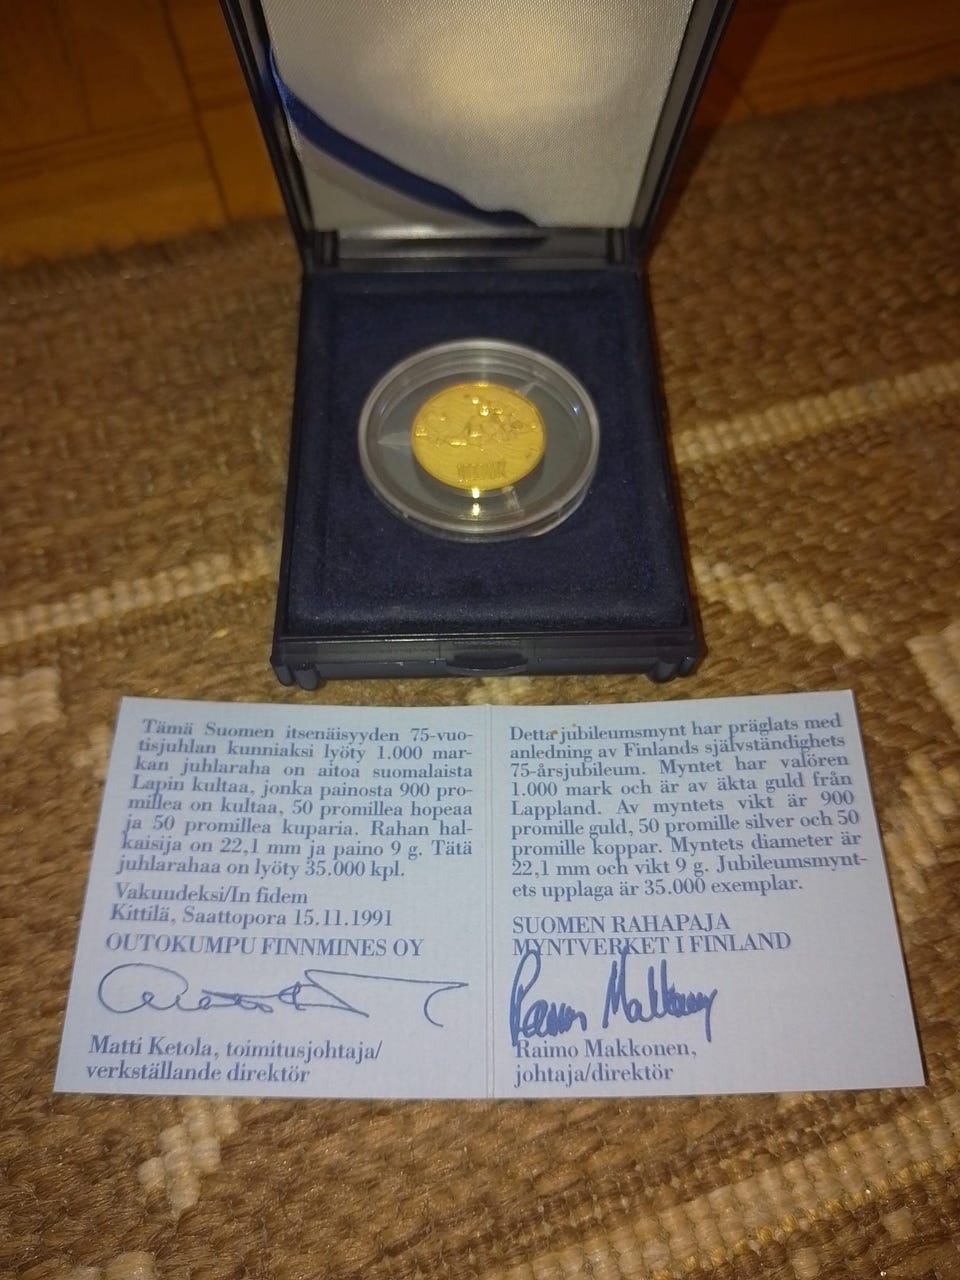 Tämä Suomen itsenäisyyden 75-vuo-
tisjuhlan kunniaksi lyöty 1.000 mar-
kan juhlaraha on aitoa suomalaista
Lapin kultaa, jonka painosta 900 pro-
millea on kultaa, 50 promillea hopeaa
ja 50 promillea kuparia. Rahan hal-
kaisija on 22,1 mm ja paino 9 g. Tätä
juhlarahaa on lyöty 35.000 kpl.
Vakuudeksi/In fidem
Kittilä, Saattopora 15.11.1991
OUTOKUMPU FINNMINES OY
Matti Ketola, toimitusjohtaja/
verkställande direktör
Detta jubileumsmynt har präglats med
anledning av Finlands självständighets
75-årsjubileum. Myntet har valören
1.000 mark och är av äkta guld från
Lappland. Av myntets vikt är 900
promille guld, 50 promille silver och 50
promille koppar. Myntets diameter är
22,1 mm och vikt 9 g. Jubileumsmynt-
ets upplaga är 35.000 exemplar.
SUOMEN RAHAPAJA
MYNTVERKET I FINLAND
Raimo Makkonen
Raimo Makkonen,
johtaja/direktör